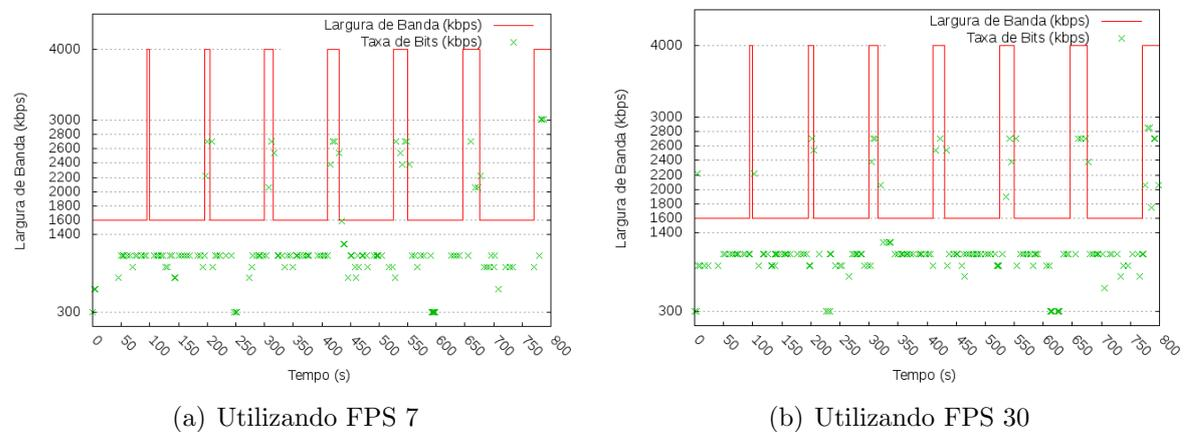 Largura de Banda (kbps)
Taxa de Bits (kbps)
Largura de Banda (kbps)
4000
3000
2800
2600
2400
2200
2000
1800
1600
1400
300
0 50 100 150 200 250 300 350 400 450 500 550 600 650 700 750 800
Tempo (s)
(a) Utilizando FPS 7
Largura de Banda (kbps)
Taxa de Bits (kbps)
Largura de Banda (kbps)
4000
3000
2800
2600
2400
2200
2000
1800
1600
1400
300
0 50 100 150 200 250 300 350 400 450 500 550 600 650 700 750 800
Tempo (s)
(b) Utilizando FPS 30